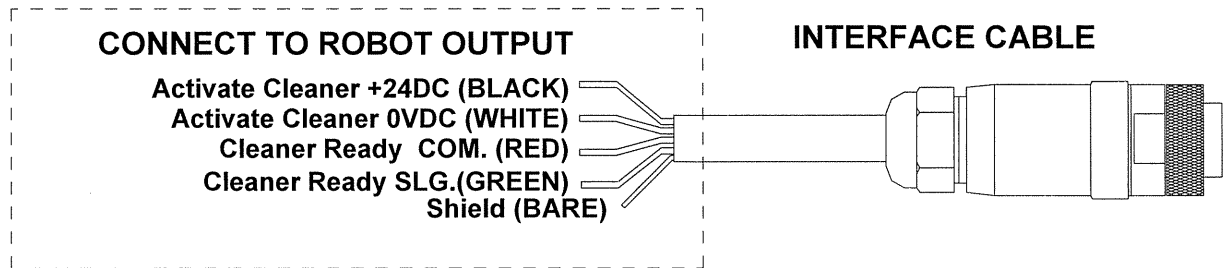 CONNECT TO ROBOT OUTPUT
INTERFACE CABLE
Activate Cleaner +24DC (BLACK)
Activate Cleaner 0VDC (WHITE)
Cleaner Ready COM. (RED)
Cleaner Ready SLG.(GREEN)
Shield (BARE)